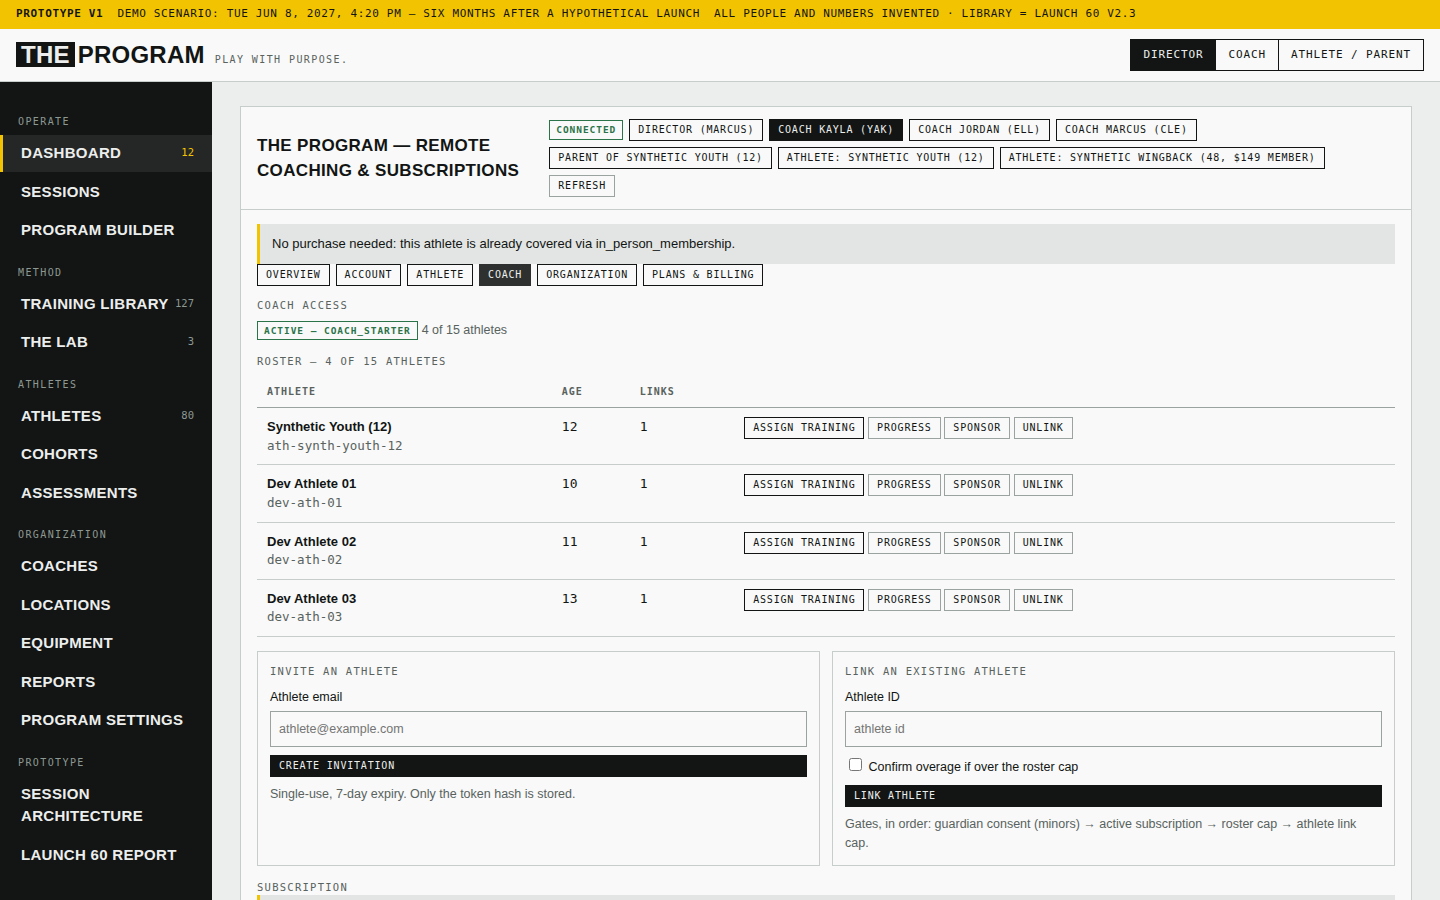 PROTOTYPE V1 DEMO SCENARIO: TUE JUN 8, 2027, 4:20 PM — SIX MONTHS AFTER A HYPOTHETICAL LAUNCH ALL PEOPLE AND NUMBERS INVENTED · LIBRARY = LAUNCH 60 V2.3
THE PROGRAM PLAY WITH PURPOSE.
DIRECTOR COACH ATHLETE / PARENT
OPERATE
DASHBOARD 12
SESSIONS
PROGRAM BUILDER
METHOD
TRAINING LIBRARY 127
THE LAB 3
ATHLETES
ATHLETES 80
COHORTS
ASSESSMENTS
ORGANIZATION
COACHES
LOCATIONS
EQUIPMENT
REPORTS
PROGRAM SETTINGS
PROTOTYPE
SESSION
ARCHITECTURE
LAUNCH 60 REPORT
THE PROGRAM — REMOTE
COACHING & SUBSCRIPTIONS
CONNECTED DIRECTOR (MARCUS) COACH KAYLA (YAK) COACH JORDAN (ELL) COACH MARCUS (CLE)
PARENT OF SYNTHETIC YOUTH (12) ATHLETE: SYNTHETIC YOUTH (12) ATHLETE: SYNTHETIC WINGBACK (48, $149 MEMBER)
REFRESH
No purchase needed: this athlete is already covered via in_person_membership.
OVERVIEW ACCOUNT ATHLETE COACH ORGANIZATION PLANS & BILLING
COACH ACCESS
ACTIVE — COACH_STARTER 4 of 15 athletes
ROSTER — 4 OF 15 ATHLETES
ATHLETE AGE LINKS
Synthetic Youth (12) 12 1 ASSIGN TRAINING PROGRESS SPONSOR UNLINK
ath-synth-youth-12
Dev Athlete 01 10 1 ASSIGN TRAINING PROGRESS SPONSOR UNLINK
dev-ath-01
Dev Athlete 02 11 1 ASSIGN TRAINING PROGRESS SPONSOR UNLINK
dev-ath-02
Dev Athlete 03 13 1 ASSIGN TRAINING PROGRESS SPONSOR UNLINK
dev-ath-03
INVITE AN ATHLETE
Athlete email
athlete@example.com
CREATE INVITATION
Single-use, 7-day expiry. Only the token hash is stored.
LINK AN EXISTING ATHLETE
Athlete ID
athlete id
Confirm overage if over the roster cap
LINK ATHLETE
Gates, in order: guardian consent (minors) → active subscription → roster cap → athlete link
cap.
SUBSCRIPTION